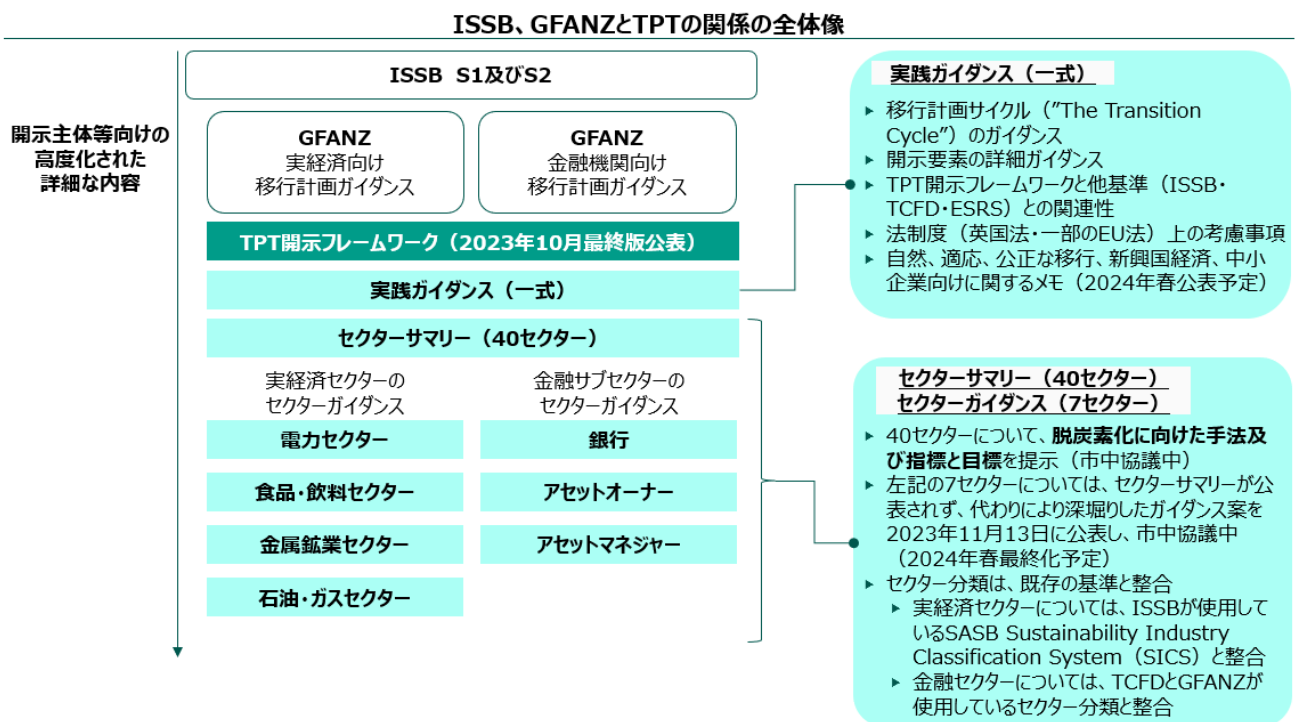 ISSB、GFANZとTPTの関係の全体像
開示主体等向けの
高度化された
詳細な内容
ISSB S1及びS2
GFANZ
実経済向け
移行計画ガイダンス
GFANZ
金融機関向け
移行計画ガイダンス
TPT開示フレームワーク（2023年10月最終版公表）
実践ガイダンス（一式）
セクターサマリー（40セクター）
実経済セクターの
セクターガイダンス
電力セクター
食品・飲料セクター
金属鉱業セクター
石油・ガスセクター
金融サブセクターの
セクターガイダンス
銀行
アセットオーナー
アセットマネジャー
実践ガイダンス（一式）
移行計画サイクル（”The Transition
Cycle”）のガイダンス
開示要素の詳細ガイダンス
TPT開示フレームワークと他基準（ISSB・
TCFD・ESRS）との関連性
法制度（英国法・一部のEU法）上の考慮事項
自然、適応、公正な移行、新興国経済、中小
企業向けに関するメモ（2024年春公表予定）
セクターサマリー（40セクター）
セクターガイダンス（7セクター）
40セクターについて、脱炭素化に向けた手法及
び指標と目標を提示（市中協議中）
左記の7セクターについては、セクターサマリーが公
表されず、代わりにより深堀りしたガイダンス案を
2023年11月13日に公表し、市中協議中
（2024年春最終化予定）
セクター分類は、既存の基準と整合
実経済セクターについては、ISSBが使用して
いるSASB Sustainability Industry
Classification System（SICS）と整合
金融セクターについては、TCFDとGFANZが
使用しているセクター分類と整合